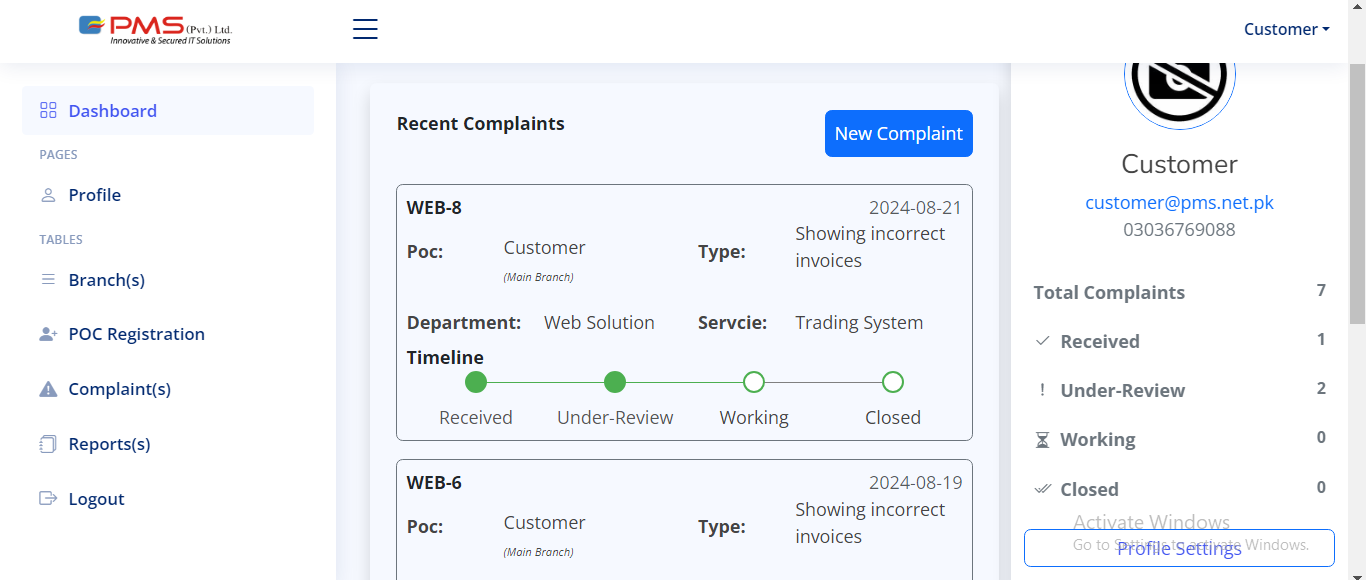 PMS (Pvt.) Ltd.
Innovative & Secured IT Solutions
Customer
Dashboard
PAGES
Profile
TABLES
Branch(s)
POC Registration
Complaint(s)
Reports(s)
Logout
Recent Complaints
New Complaint
WEB-8 2024-08-21
Poc: Customer
(Main Branch)
Type: Showing incorrect
invoices
Department: Web Solution Servcie: Trading System
Timeline
Received Under-Review Working Closed
WEB-6 2024-08-19
Poc: Customer
(Main Branch)
Type: Showing incorrect
invoices
Customer
customer@pms.net.pk
03036769088
Total Complaints 7
Received 1
Under-Review 2
Working 0
Closed 0
Activate Windows
Go to Settings to activate Windows.
Profile Settings